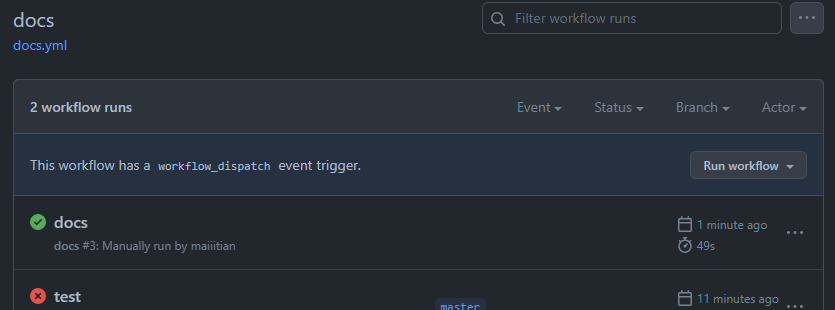 docs
Filter workflow runs
docs.yml
2 workflow runs
Event
Status
Branch
Actor
This workflow has a workflow_dispatch event trigger.
Run workflow
docs
1 minute ago
docs #3: Manually run by maiiitian
49s
test
master
11 minutes ago